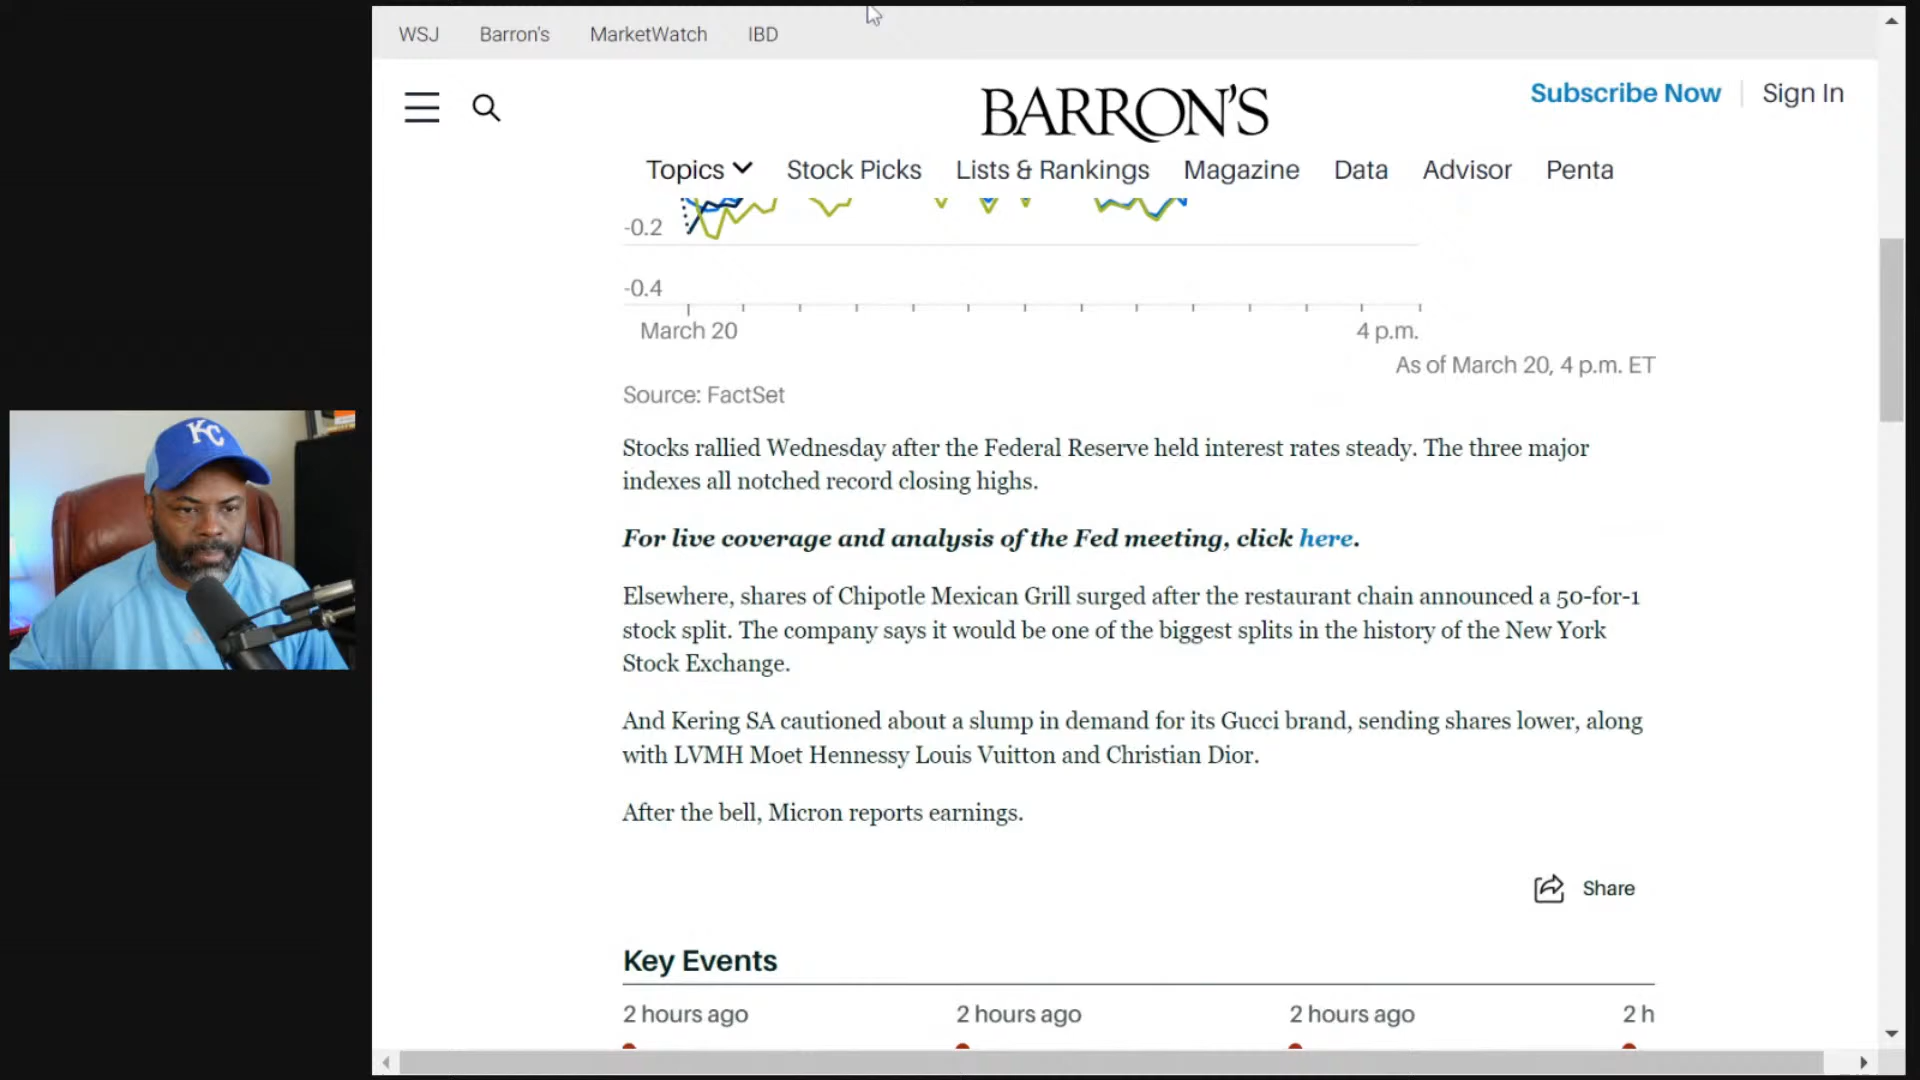 WSJ Barron's MarketWatch IBD
BARRON'S
Subscribe Now Sign In
Topics Stock Picks Lists & Rankings Magazine Data Advisor Penta
-0.2
-0.4
March 20 4 p.m.
As of March 20, 4 p.m. ET
Source: FactSet
Stocks rallied Wednesday after the Federal Reserve held interest rates steady. The three major
indexes all notched record closing highs.
For live coverage and analysis of the Fed meeting, click here.
Elsewhere, shares of Chipotle Mexican Grill surged after the restaurant chain announced a 50-for-1
stock split. The company says it would be one of the biggest splits in the history of the New York
Stock Exchange.
And Kering SA cautioned about a slump in demand for its Gucci brand, sending shares lower, along
with LVMH Moet Hennessy Louis Vuitton and Christian Dior.
After the bell, Micron reports earnings.
Share
Key Events
2 hours ago 2 hours ago 2 hours ago 2 h
KC